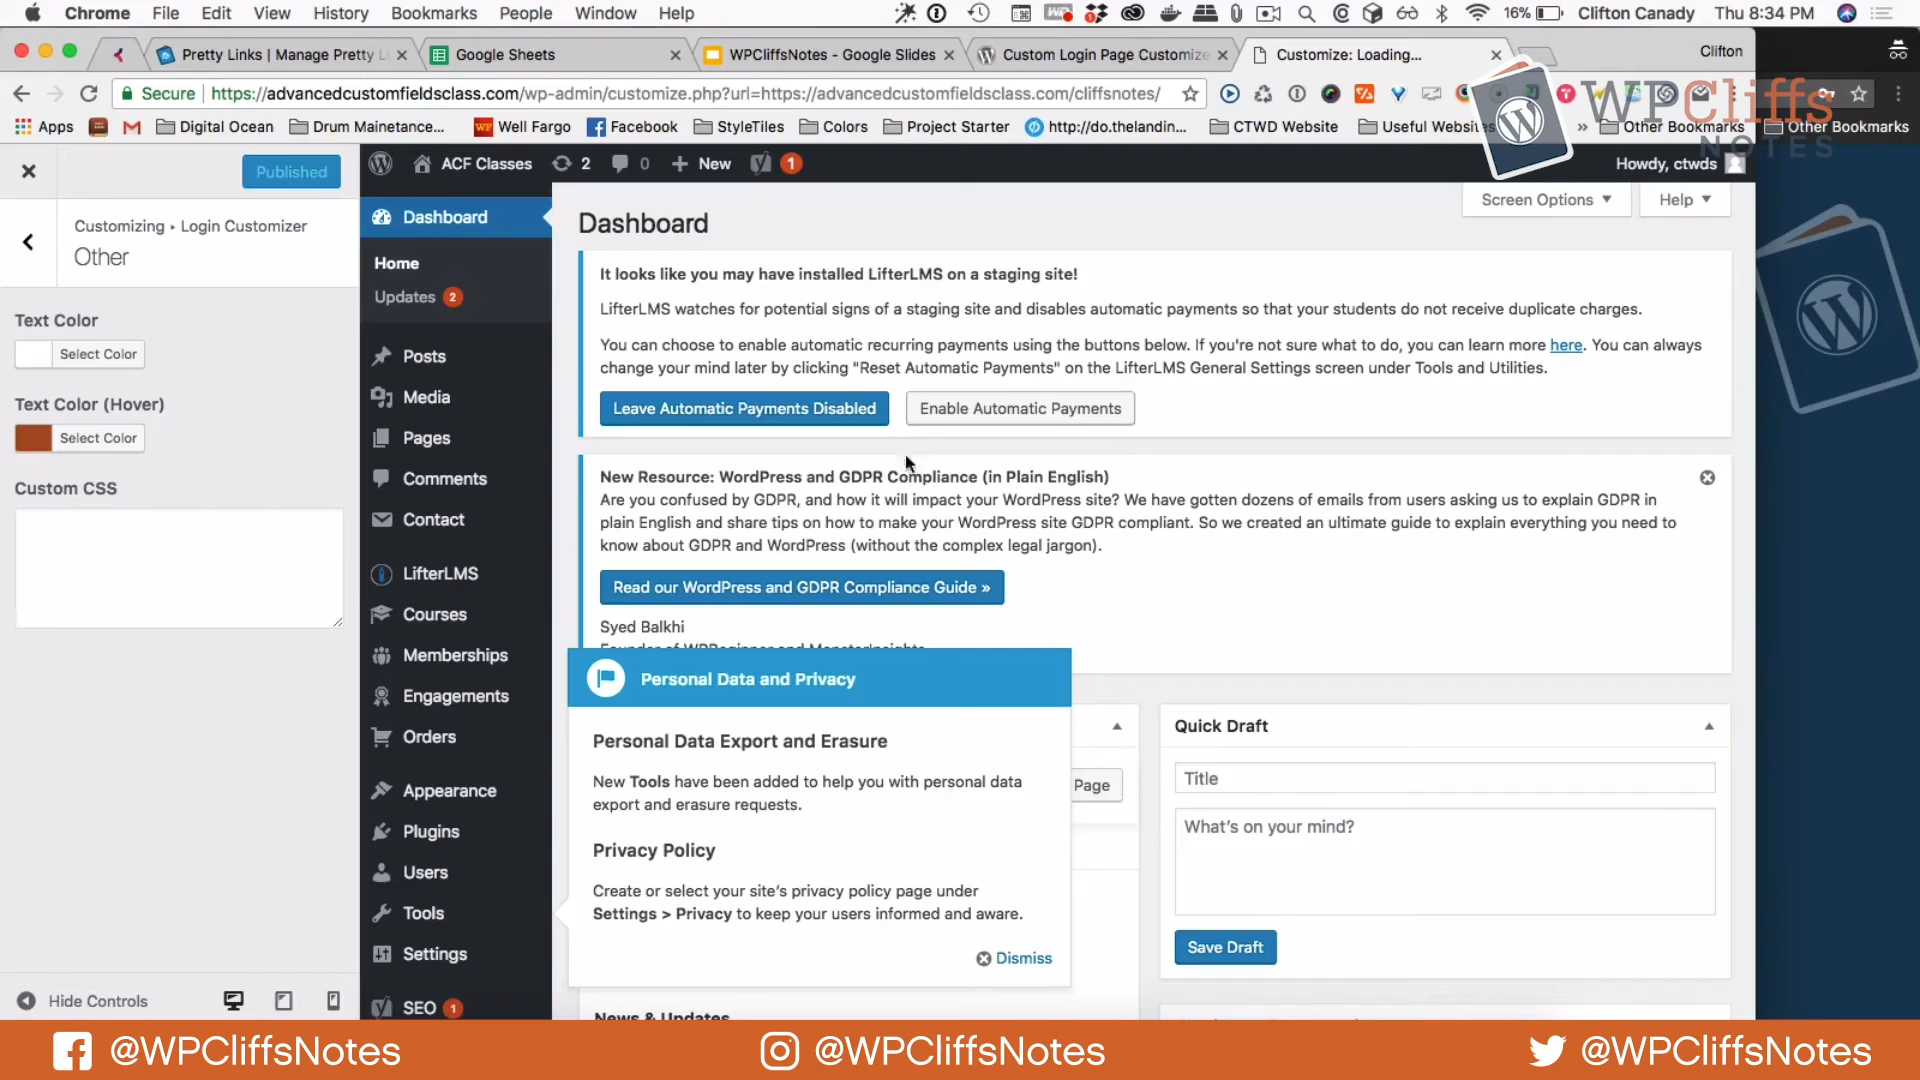 Chrome File Edit View History Bookmarks People Window Help 16% Clifton Canady Thu 8:34 PM
Pretty Links | Manage Pretty L Google Sheets WPCliffsNotes - Google Slides Custom Login Page Customize Customize: Loading... Clifton
Secure https://advancedcustomfieldsclass.com/wp-admin/customize.php?url=https://advancedcustomfieldsclass.com/cliffsnotes/
Apps Digital Ocean Drum Mainetance... Well Fargo Facebook StyleTiles Colors Project Starter http://do.thelandin... CTWD Website Useful Websit » Other Bookmarks Other Bookmarks
WPCliffs
NOTES
Published
Customizing ▸ Login Customizer
Other
Text Color
Select Color
Text Color (Hover)
Select Color
Custom CSS
Hide Controls
ACF Classes 2 0 New 1 Howdy, ctwds
Dashboard
Home
Updates 2
Posts
Media
Pages
Comments
Contact
LifterLMS
Courses
Memberships
Engagements
Orders
Appearance
Plugins
Users
Tools
Settings
SEO 1
Screen Options Help
Dashboard
It looks like you may have installed LifterLMS on a staging site!
LifterLMS watches for potential signs of a staging site and disables automatic payments so that your students do not receive duplicate charges.
You can choose to enable automatic recurring payments using the buttons below. If you're not sure what to do, you can learn more here. You can always
change your mind later by clicking "Reset Automatic Payments" on the LifterLMS General Settings screen under Tools and Utilities.
Leave Automatic Payments Disabled Enable Automatic Payments
New Resource: WordPress and GDPR Compliance (in Plain English)
Are you confused by GDPR, and how it will impact your WordPress site? We have gotten dozens of emails from users asking us to explain GDPR in
plain English and share tips on how to make your WordPress site GDPR compliant. So we created an ultimate guide to explain everything you need to
know about GDPR and WordPress (without the complex legal jargon).
Read our WordPress and GDPR Compliance Guide »
Syed Balkhi
Founder of WPBeginner and MonsterInsights
Personal Data and Privacy
Personal Data Export and Erasure
New Tools have been added to help you with personal data
export and erasure requests.
Privacy Policy
Create or select your site's privacy policy page under
Settings > Privacy to keep your users informed and aware.
Dismiss
Page
Quick Draft
Title
What's on your mind?
Save Draft
News & Updates
@WPCliffsNotes @WPCliffsNotes @WPCliffsNotes